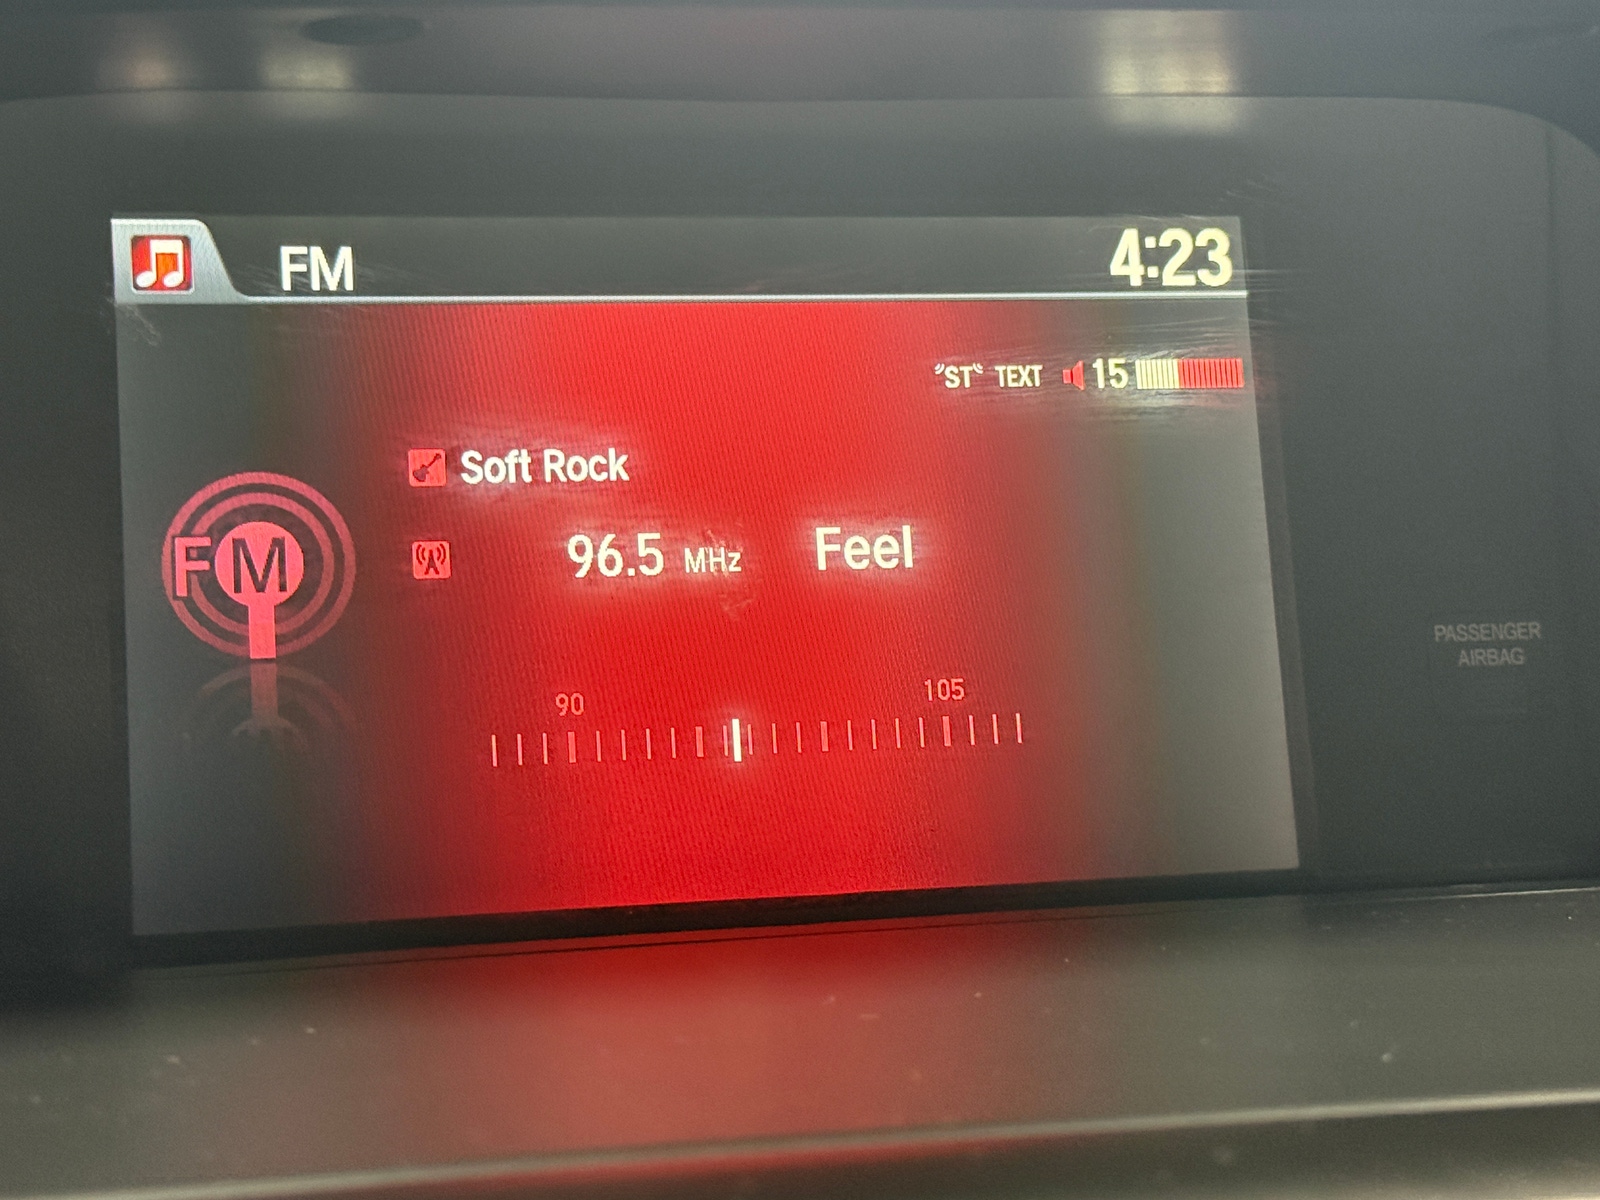 FM 4:23
"ST" TEXT 15
Soft Rock
FM 96.5 MHz Feel
90 105
PASSENGER
AIRBAG